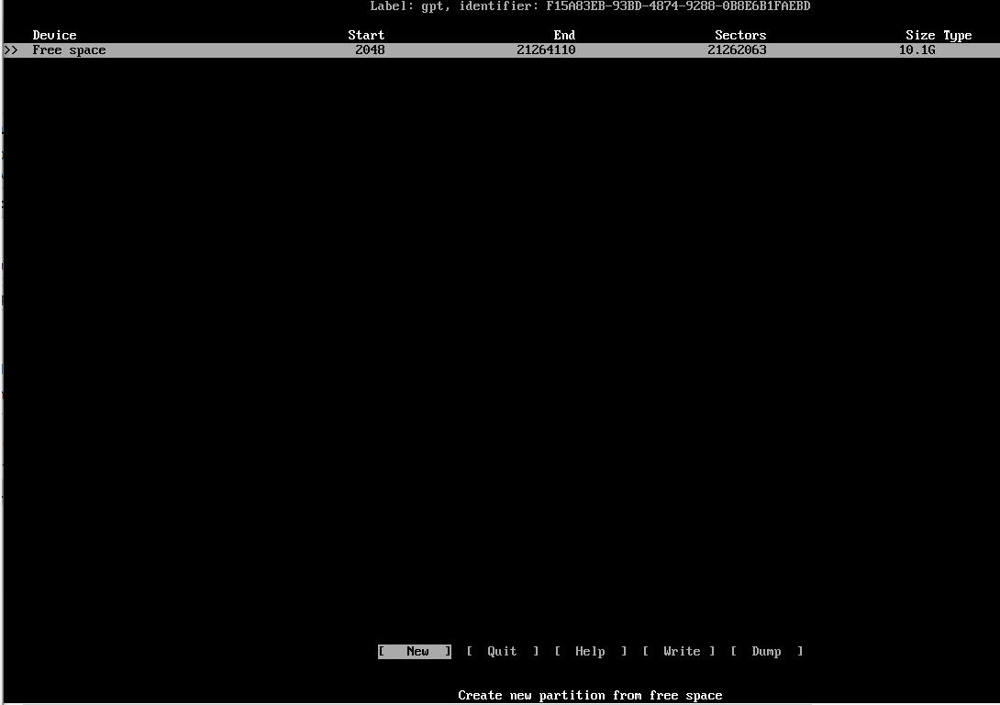 Label: gpt, identifier: F15A83EB-93BD-4874-9288-0B8E6B1FAEBD
Device Start End Sectors Size Type
>> Free space 2048 21264110 21262063 10.1G
[ New ] [ Quit ] [ Help ] [ Write ] [ Dump ]
Create new partition from free space